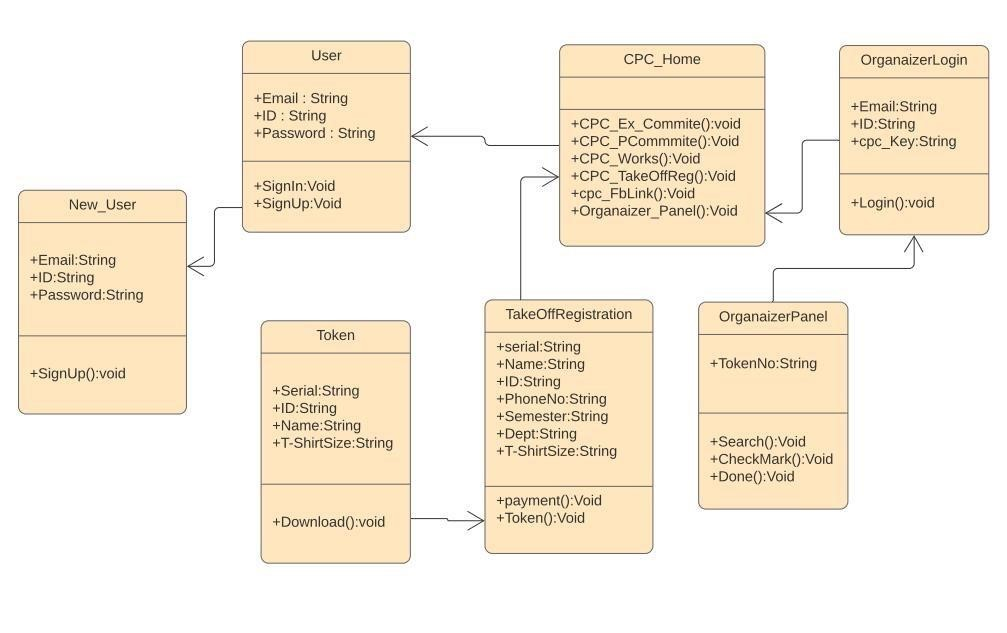 User
+Email : String
+ID : String
+Password : String
+SignIn:Void
+SignUp:Void
CPC_Home
+CPC_Ex_Commite():void
+CPC_PCommmite():Void
+CPC_Works():Void
+CPC_TakeOffReg():Void
+cpc_FbLink():Void
+Organaizer_Panel():Void
OrganaizerLogin
+Email:String
+ID:String
+cpc_Key:String
+Login():void
New_User
+Email:String
+ID:String
+Password:String
+SignUp():void
Token
+Serial:String
+ID:String
+Name:String
+T-ShirtSize:String
+Download():void
TakeOffRegistration
+serial:String
+Name:String
+ID:String
+PhoneNo:String
+Semester:String
+Dept:String
+T-ShirtSize:String
+payment():Void
+Token():Void
OrganaizerPanel
+TokenNo:String
+Search():Void
+CheckMark():Void
+Done():Void